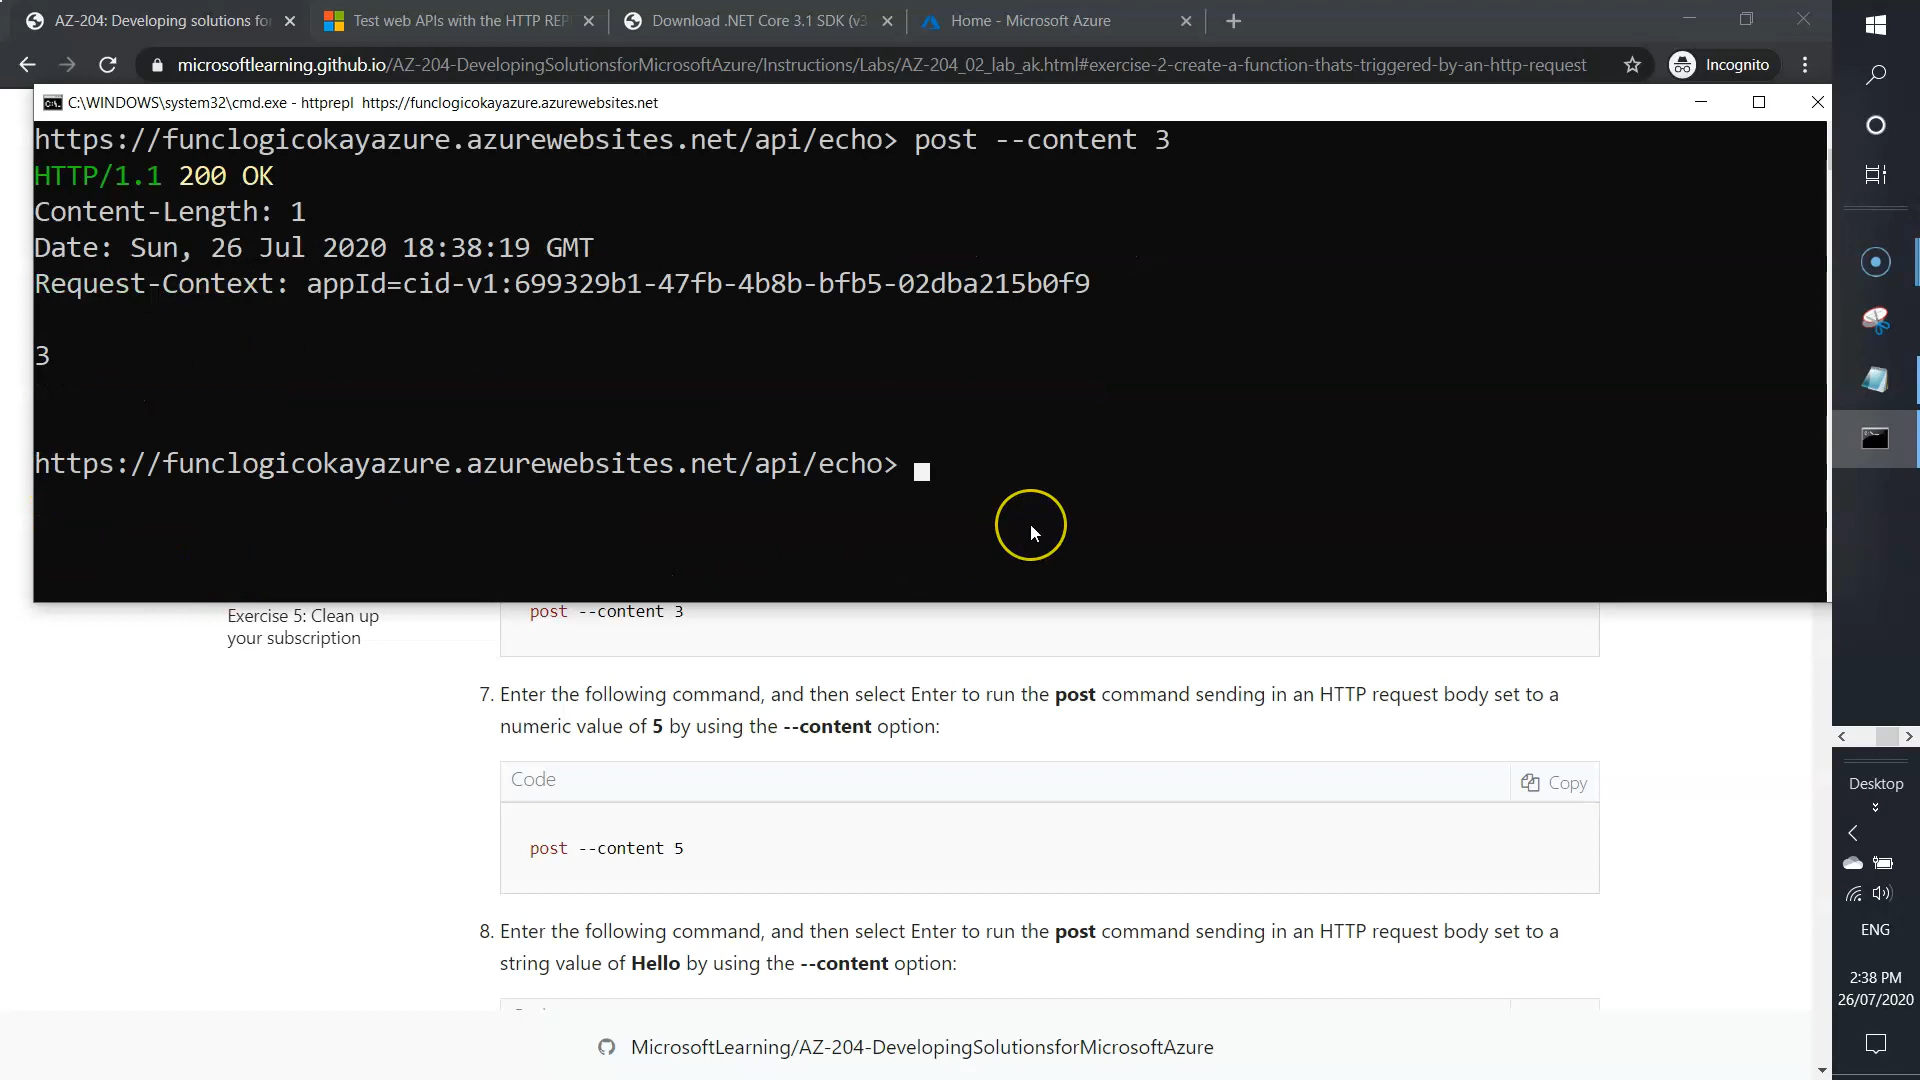 AZ-204: Developing solutions fo
Test web APIs with the HTTP REP
Download .NET Core 3.1 SDK (v3
Home - Microsoft Azure
microsoftlearning.github.io/AZ-204-DevelopingSolutionsforMicrosoftAzure/Instructions/Labs/AZ-204_02_lab_ak.html#exercise-2-create-a-function-thats-triggered-by-an-http-request
Incognito
C:\WINDOWS\system32\cmd.exe - httprepl https://funclogicokayazure.azurewebsites.net
https://funclogicokayazure.azurewebsites.net/api/echo> post --content 3
HTTP/1.1 200 OK
Content-Length: 1
Date: Sun, 26 Jul 2020 18:38:19 GMT
Request-Context: appId=cid-v1:699329b1-47fb-4b8b-bfb5-02dba215b0f9
3
https://funclogicokayazure.azurewebsites.net/api/echo>
Exercise 5: Clean up
your subscription
post --content 3
7. Enter the following command, and then select Enter to run the post command sending in an HTTP request body set to a
numeric value of 5 by using the --content option:
Code
Copy
post --content 5
8. Enter the following command, and then select Enter to run the post command sending in an HTTP request body set to a
string value of Hello by using the --content option:
MicrosoftLearning/AZ-204-DevelopingSolutionsforMicrosoftAzure
Desktop
ENG
2:38 PM
26/07/2020